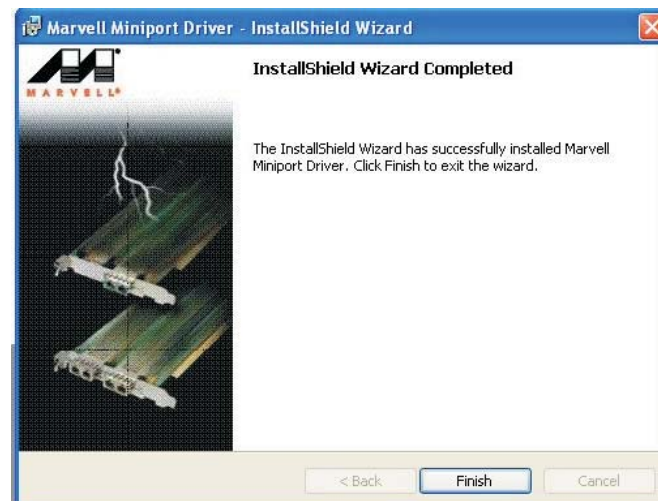 Marvell Miniport Driver - InstallShield Wizard
MARVELL®
InstallShield Wizard Completed
The InstallShield Wizard has successfully installed Marvell
Miniport Driver. Click Finish to exit the wizard.
< Back
Finish
Cancel